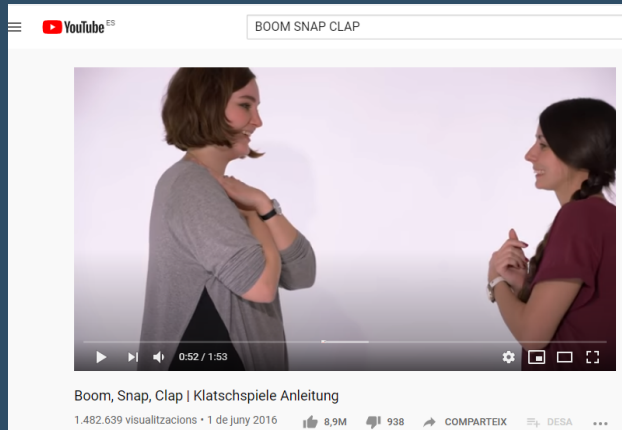 YouTube ES
BOOM SNAP CLAP
0:52 / 1:53
Boom, Snap, Clap | Klatschspiele Anleitung
1.482.639 visualitzacions • 1 de juny 2016 8,9M 938 COMPARTEIX DESA